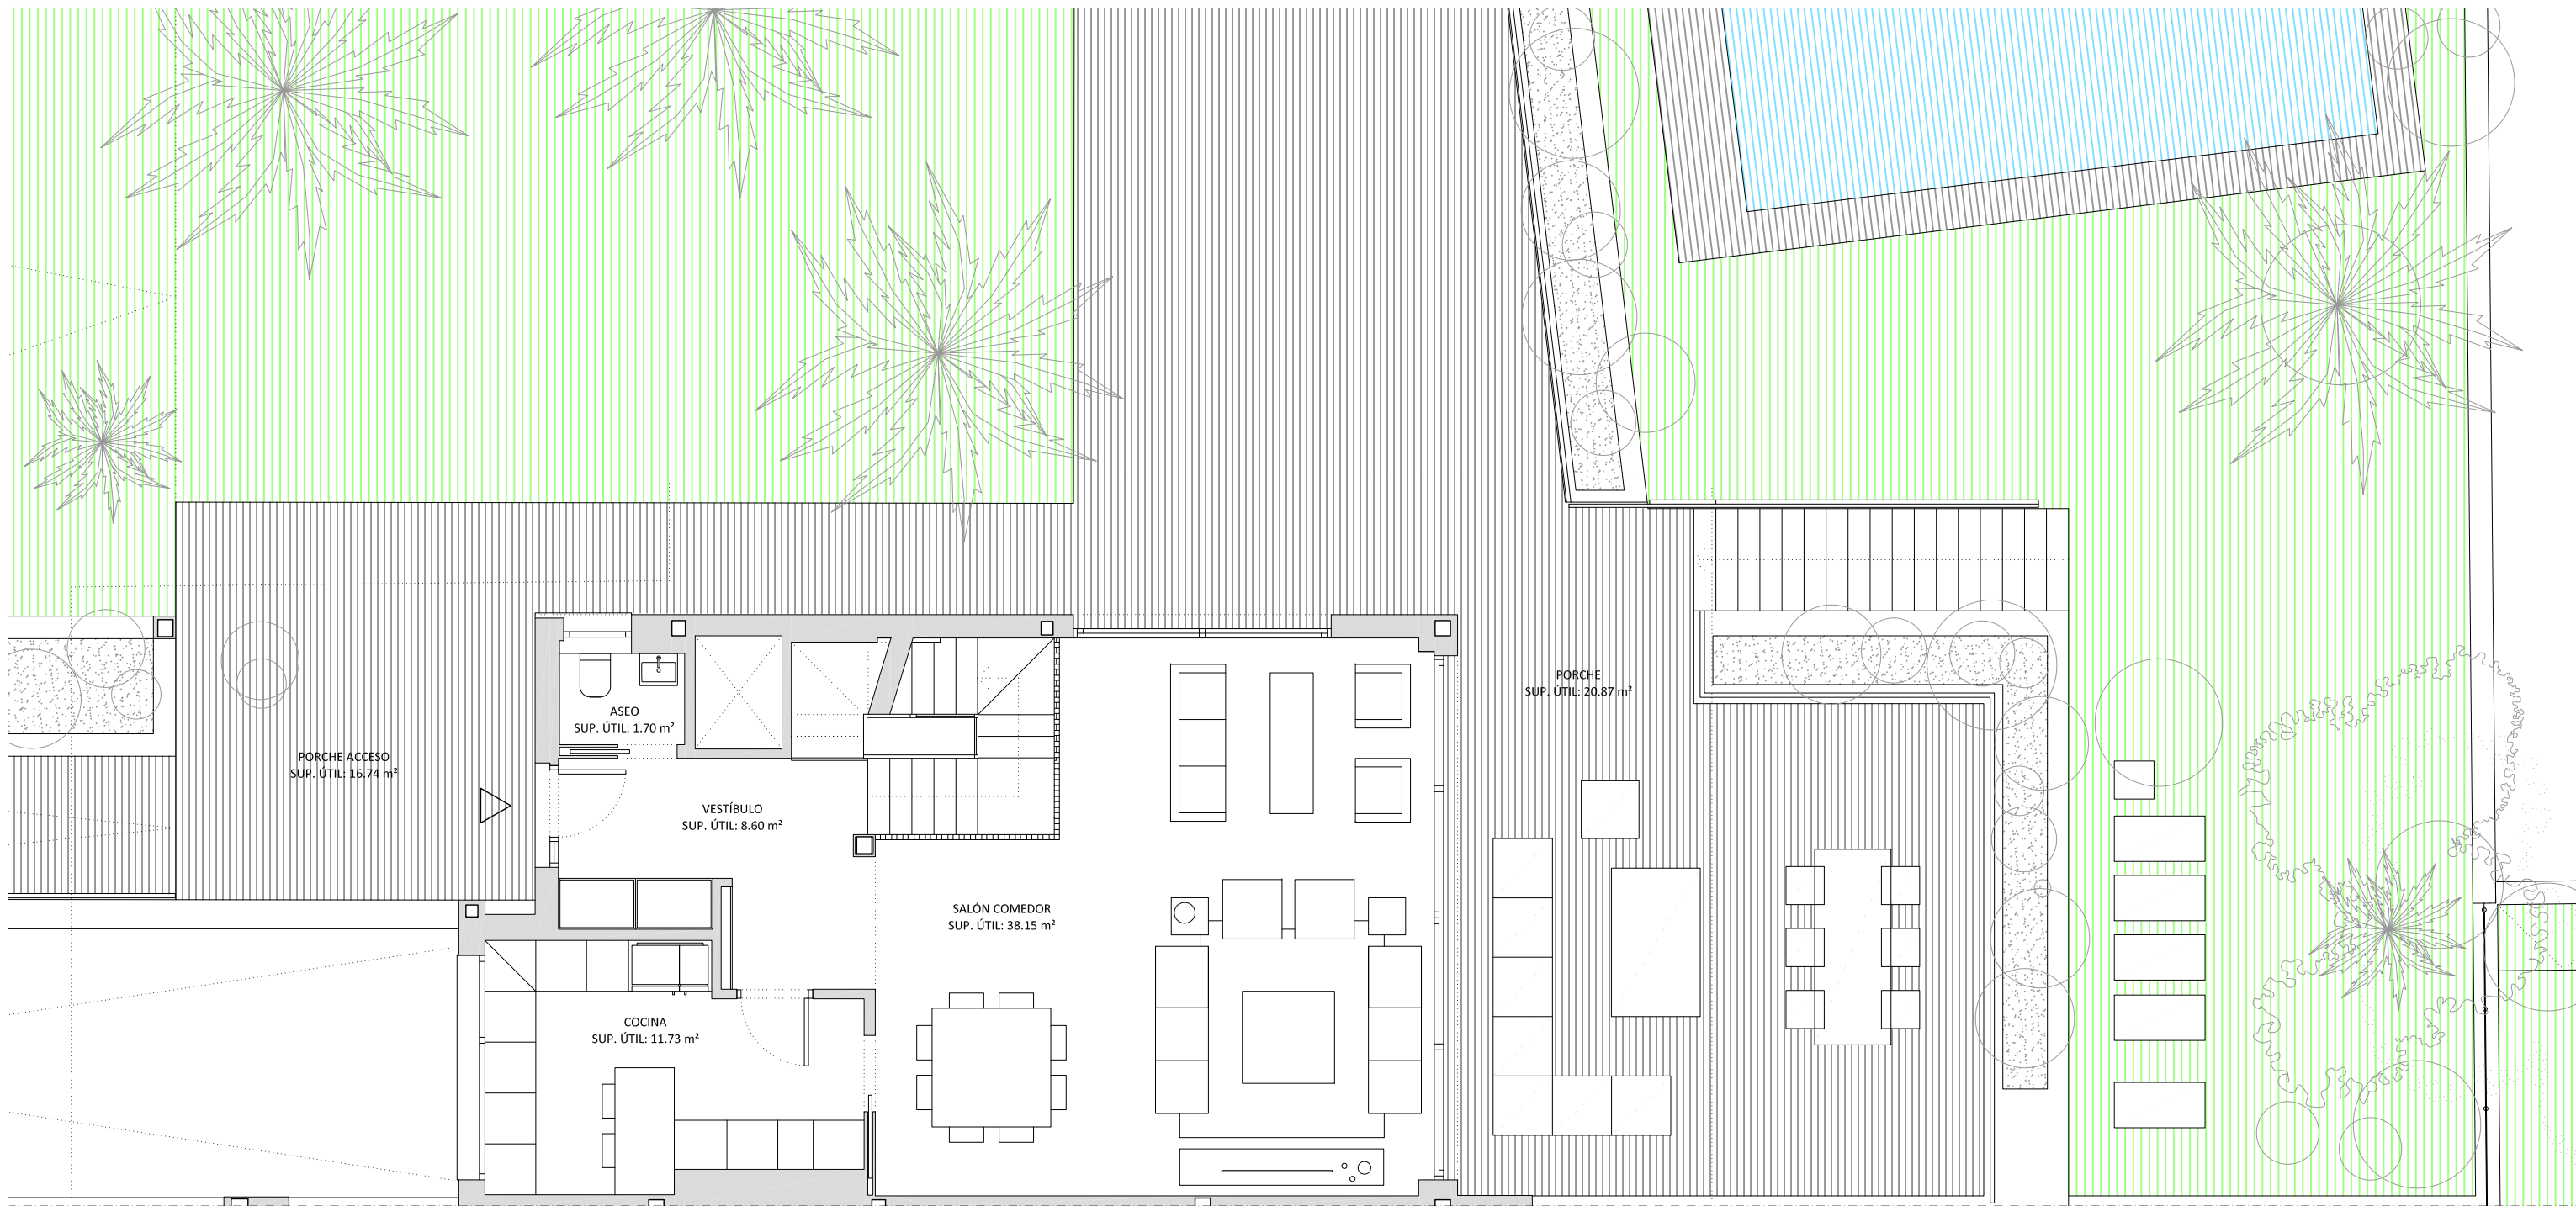 ASEO
SUP. ÚTIL: 1.70 m²
PORCHE
SUP. ÚTIL: 20.87 m²
PORCHE ACCESO
SUP. ÚTIL: 16.74 m²
VESTÍBULO
SUP. ÚTIL: 8.60 m²
SALÓN COMEDOR
SUP. ÚTIL: 38.15 m²
COCINA
SUP. ÚTIL: 11.73 m²